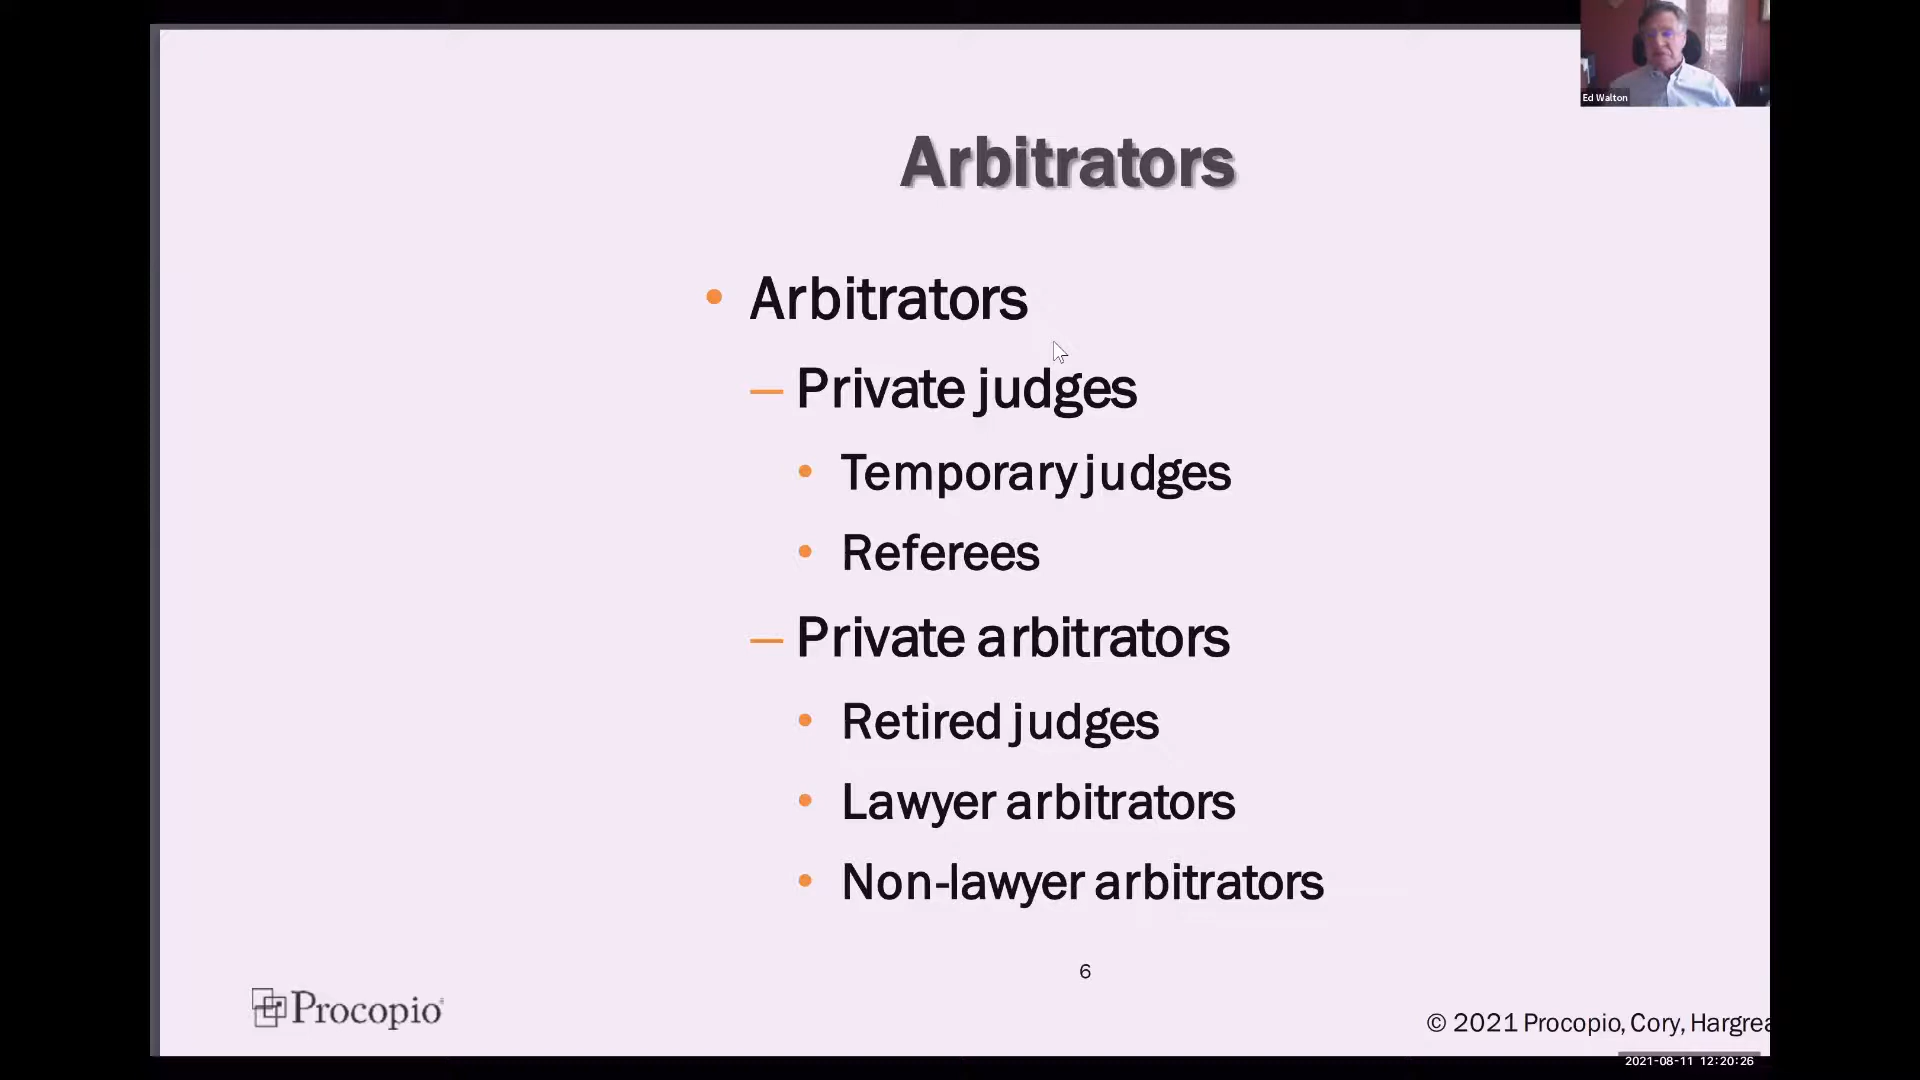 Ed Walton
Arbitrators
• Arbitrators
— Private judges
• Temporary judges
• Referees
— Private arbitrators
• Retired judges
• Lawyer arbitrators
• Non-lawyer arbitrators
6
Procopio
© 2021 Procopio, Cory, Hargrea
2021-08-11 12:20:26